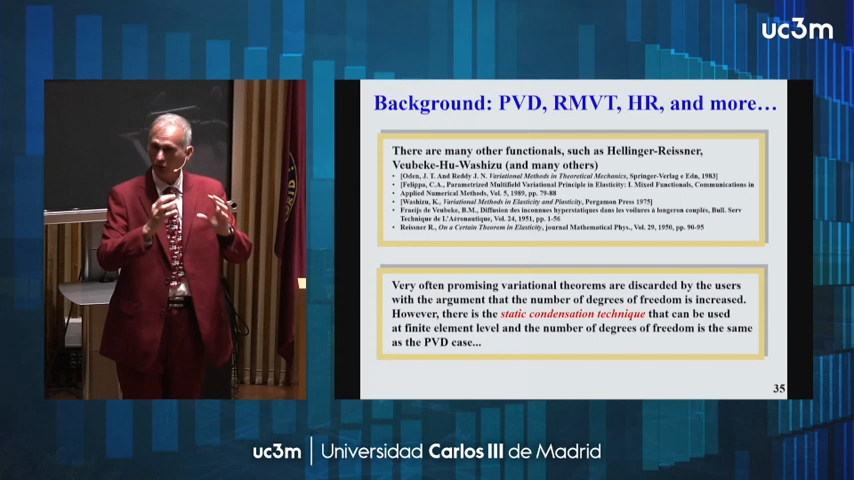 uc3m
Background: PVD, RMVT, HR, and more…
There are many other functionals, such as Hellinger-Reissner,
Veubeke-Hu-Washizu (and many others)
• [Oden, J. T. And Reddy J. N. Variational Methods in Theoretical Mechanics, Springer-Verlag e Edn, 1983]
• [Felippa, C.A., Parametrized Multifield Variational Principle in Elasticity: I. Mixed Functionals, Communications in
• Applied Numerical Methods, Vol. 5, 1989, pp. 79-88
• [Washizu, K., Variational Methods in Elasticity and Plasticity, Pergamon Press 1975]
• Fraeijs de Veubeke, B.M., Diffusion des inconnues hyperstatiques dans les voilures à longeron couplés, Bull. Serv
Technique de L'Aéronautique, Vol. 24, 1951, pp. 1-56
• Reissner R., On a Certain Theorem in Elasticity, journal Mathematical Phys., Vol. 29, 1950, pp. 90-95
Very often promising variational theorems are discarded by the users
with the argument that the number of degrees of freedom is increased.
However, there is the static condensation technique that can be used
at finite element level and the number of degrees of freedom is the same
as the PVD case...
35
uc3m | Universidad Carlos III de Madrid